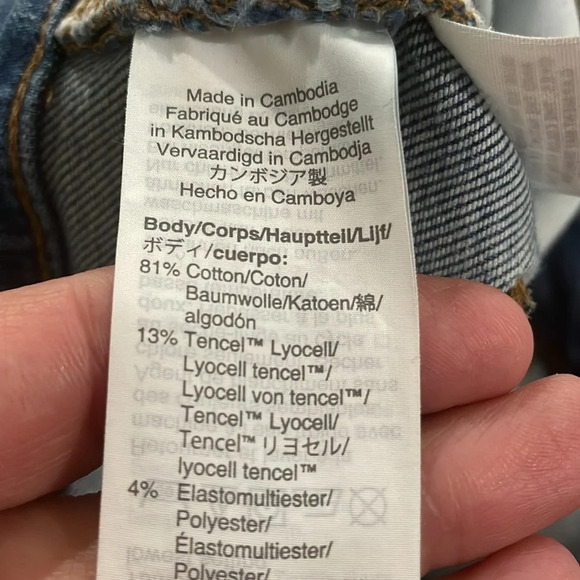 Made in Cambodia
Fabriqué au Cambodge
in Kambodscha Hergestellt
Vervaardigd in Cambodja
カンボジア製
Hecho en Camboya
Body/Corps/Hauptteil/Lijf/
ボディ/cuerpo:
81% Cotton/Coton/
Baumwolle/Katoen/綿/
algodón
13% Tencel™ Lyocell/
Lyocell tencel™/
Lyocell von tencel™/
Tencel™ Lyocell/
Tencel™ リヨセル/
lyocell tencel™
4% Elastomultiester/
Polyester/
Élastomultiester/
Polyester/